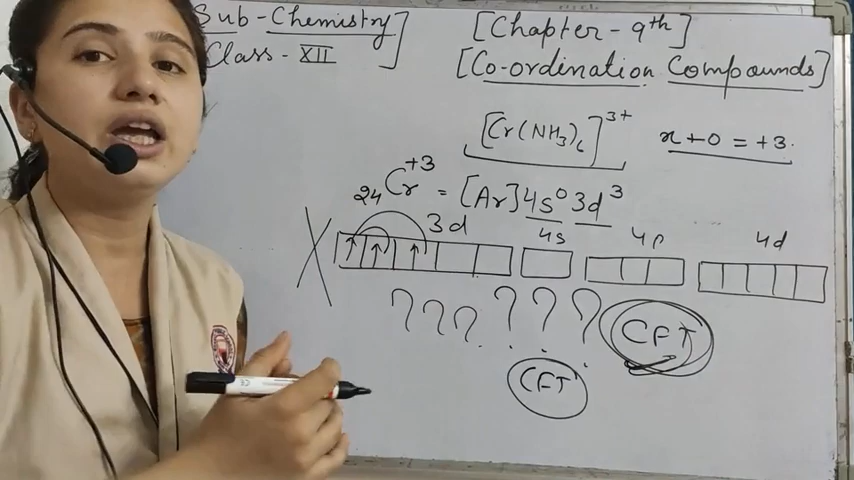 Sub-Chemistry]
Class-XII
[Chapter-9th]
[Co-ordination Compounds]
[Cr(NH3)6]3+
x+0=+3
24Cr+3 = [Ar]4s0 3d3
3d
4s
4p
4d
? ? ? ? ? ?
CFT
CFT